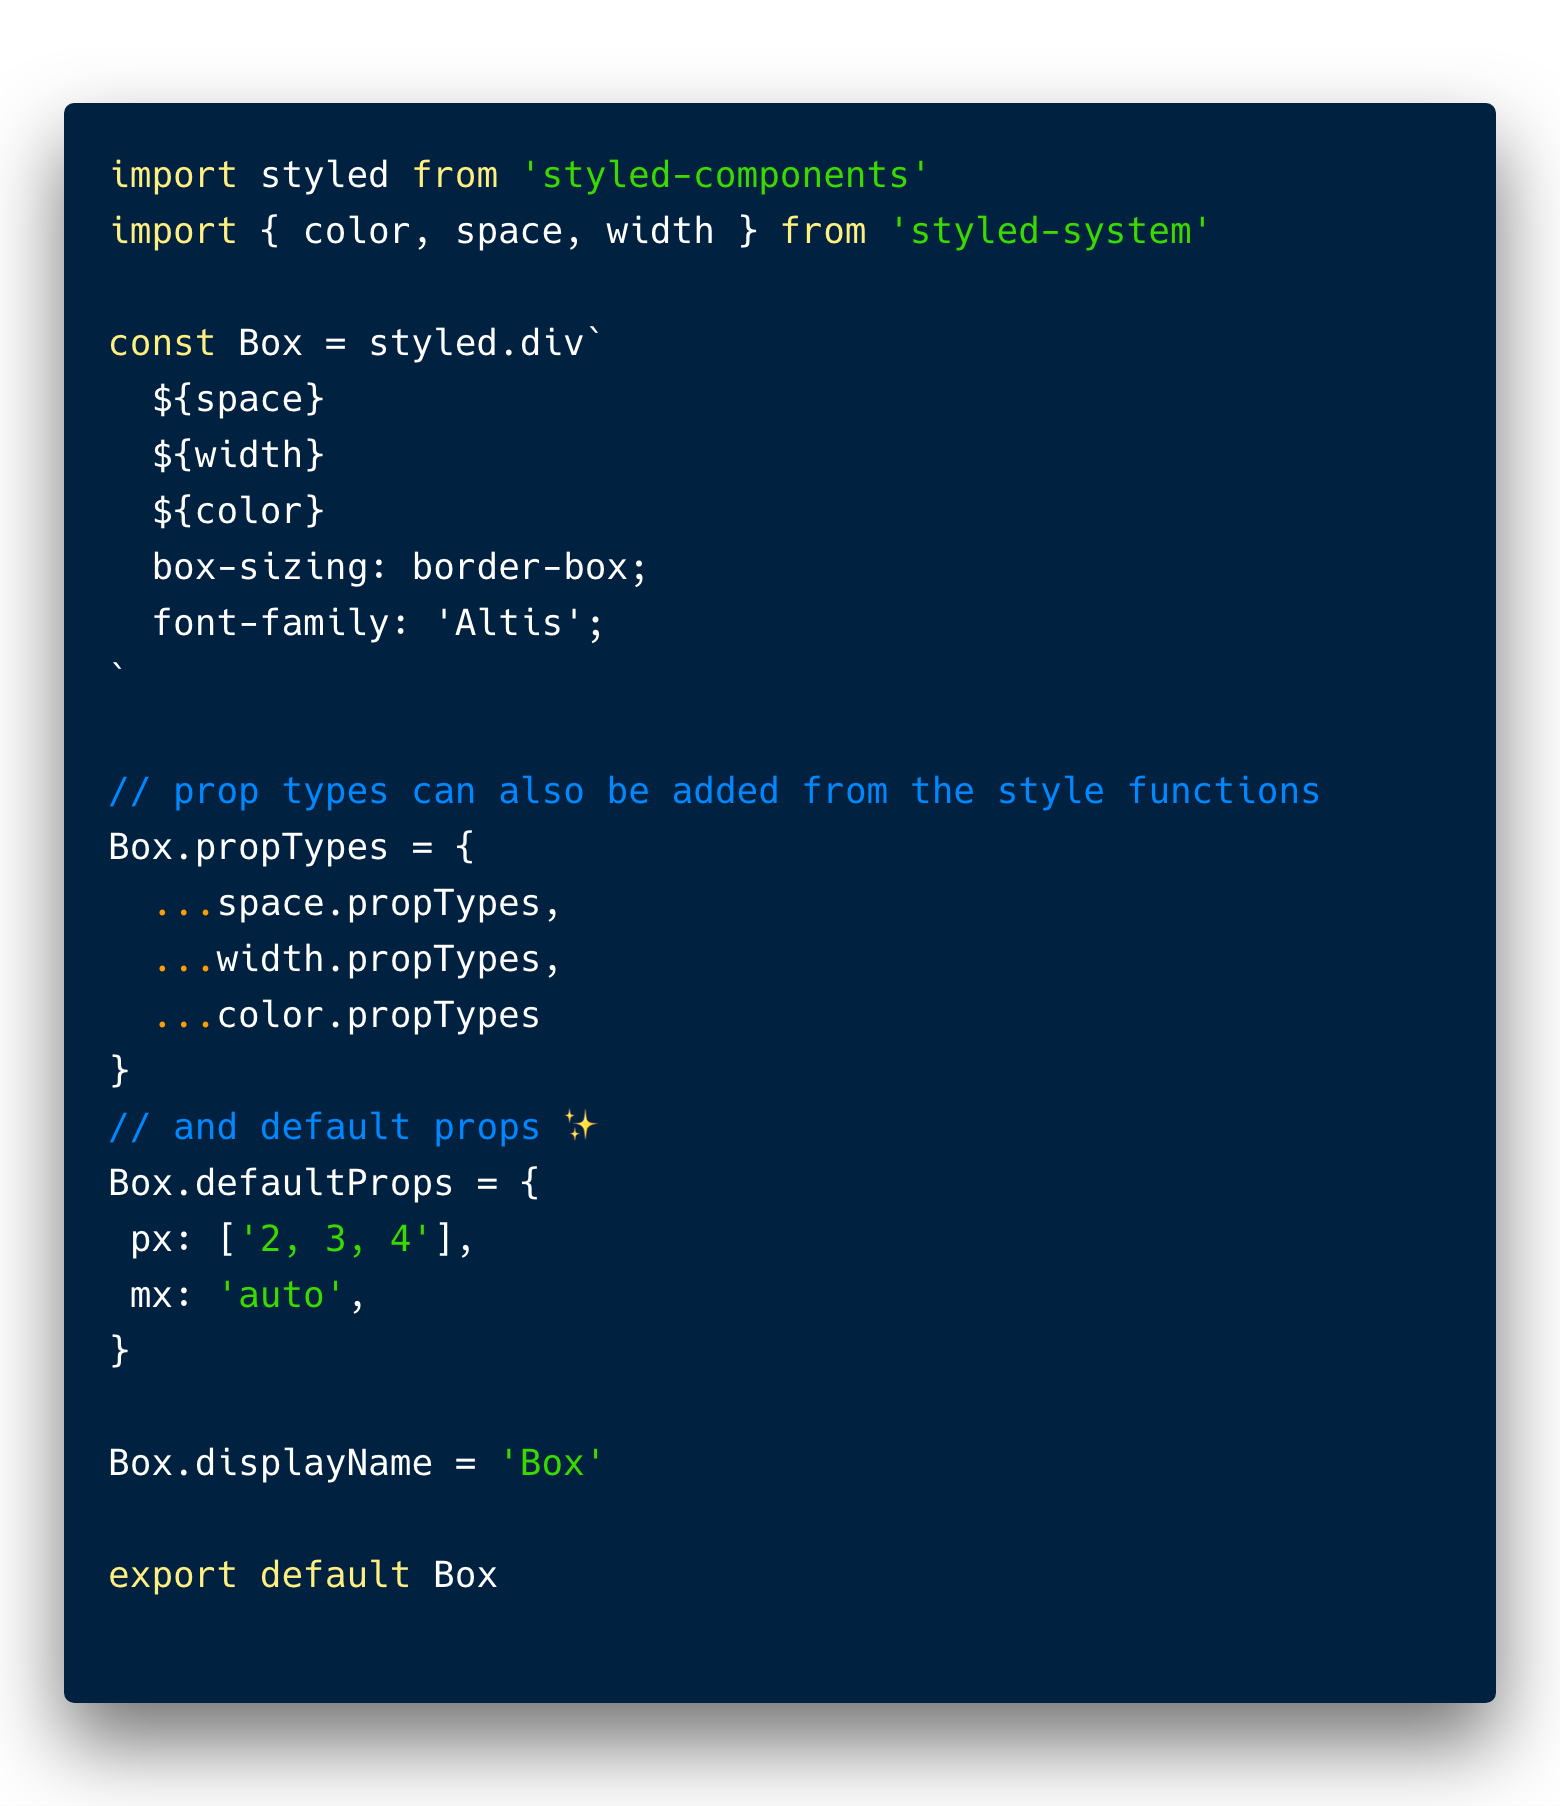 import styled from 'styled-components'
import { color, space, width } from 'styled-system'

const Box = styled.div`
  ${space}
  ${width}
  ${color}
  box-sizing: border-box;
  font-family: 'Altis';
`

// prop types can also be added from the style functions
Box.propTypes = {
  ...space.propTypes,
  ...width.propTypes,
  ...color.propTypes
}
// and default props ✨
Box.defaultProps = {
 px: ['2, 3, 4'],
 mx: 'auto',
}

Box.displayName = 'Box'

export default Box